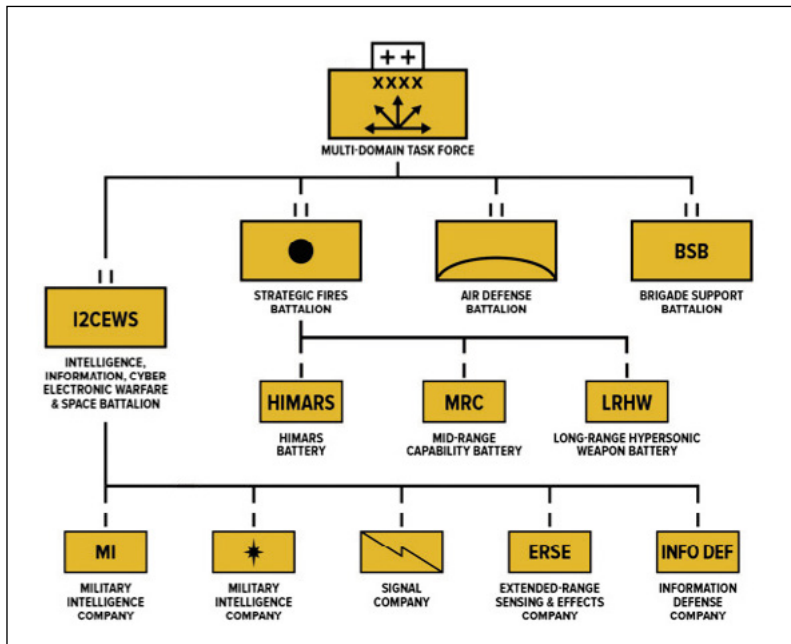 ++
XXXX
MULTI-DOMAIN TASK FORCE
I2CEWS
INTELLIGENCE,
INFORMATION, CYBER
ELECTRONIC WARFARE
& SPACE BATTALION
STRATEGIC FIRES
BATTALION
AIR DEFENSE
BATTALION
BSB
BRIGADE SUPPORT
BATTALION
HIMARS
HIMARS
BATTERY
MRC
MID-RANGE
CAPABILITY BATTERY
LRHW
LONG-RANGE HYPERSONIC
WEAPON BATTERY
MI
MILITARY
INTELLIGENCE
COMPANY
MILITARY
INTELLIGENCE
COMPANY
SIGNAL
COMPANY
ERSE
EXTENDED-RANGE
SENSING & EFFECTS
COMPANY
INFO DEF
INFORMATION
DEFENSE COMPANY